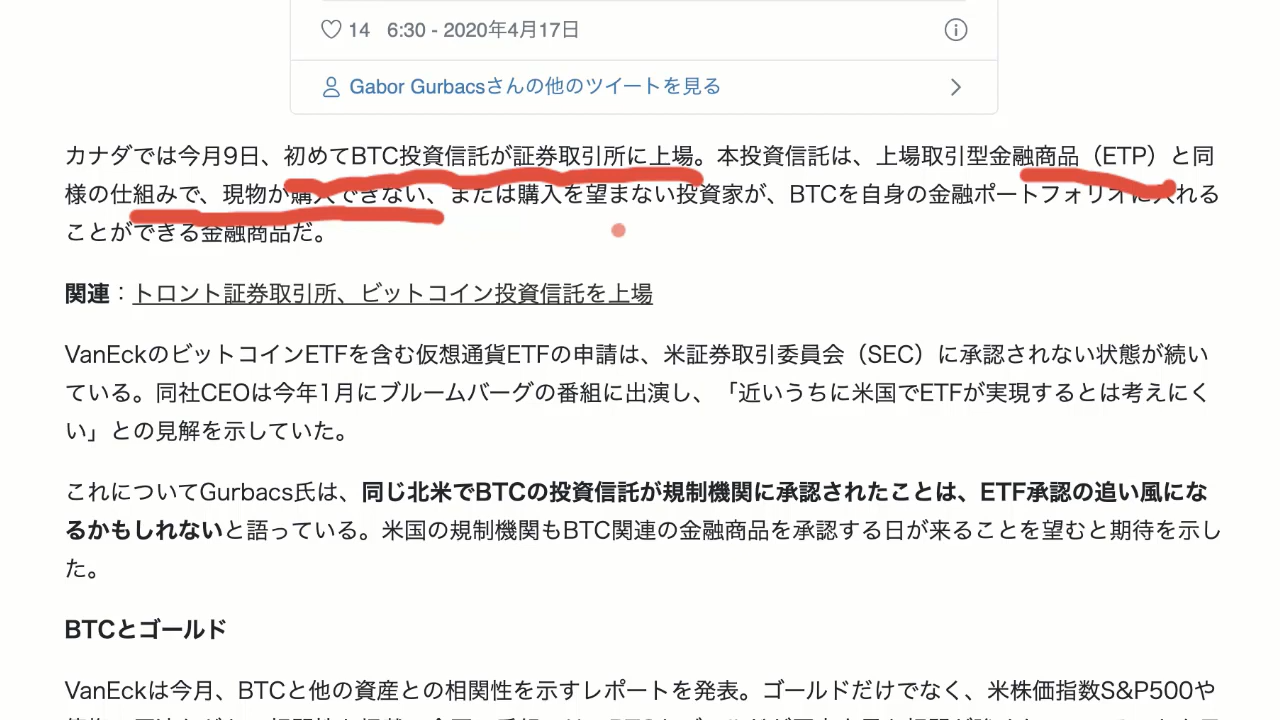 14 6:30 - 2020年4月17日
Gabor Gurbacsさんの他のツイートを見る
カナダでは今月9日、初めてBTC投資信託が証券取引所に上場。本投資信託は、上場取引型金融商品（ETP）と同
様の仕組みで、現物が購入できない、または購入を望まない投資家が、BTCを自身の金融ポートフォリオに入れる
ことができる金融商品だ。
関連：トロント証券取引所、ビットコイン投資信託を上場
VanEckのビットコインETFを含む仮想通貨ETFの申請は、米証券取引委員会（SEC）に承認されない状態が続い
ている。同社CEOは今年1月にブルームバーグの番組に出演し、「近いうちに米国でETFが実現するとは考えにく
い」との見解を示していた。
これについてGurbacs氏は、同じ北米でBTCの投資信託が規制機関に承認されたことは、ETF承認の追い風にな
るかもしれないと語っている。米国の規制機関もBTC関連の金融商品を承認する日が来ることを望むと期待を示し
た。
BTCとゴールド
VanEckは今月、BTCと他の資産との相関性を示すレポートを発表。ゴールドだけでなく、米株価指数S&P500や